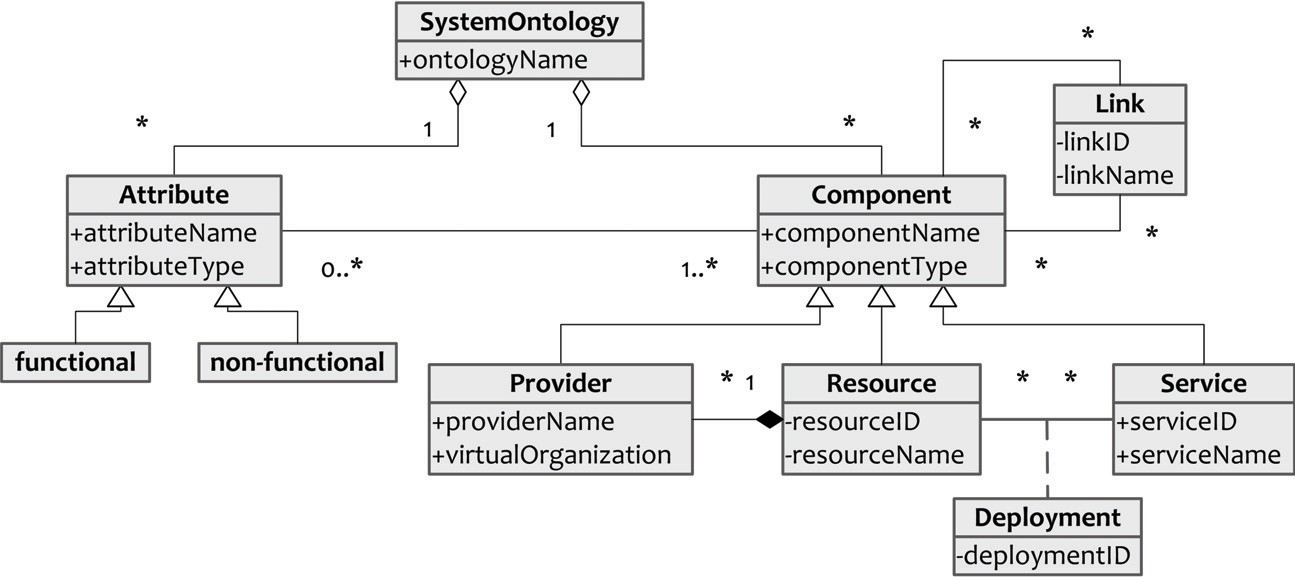 SystemOntology
+ontologyName
*
1
1
*
*
*
Link
-linkID
-linkName
*
*
Attribute
+attributeName
+attributeType
0..*
1..*
Component
+componentName
+componentType
functional
non-functional
Provider
+providerName
+virtualOrganization
* 1
Resource
-resourceID
-resourceName
* *
Service
+serviceID
+serviceName
Deployment
-deploymentID